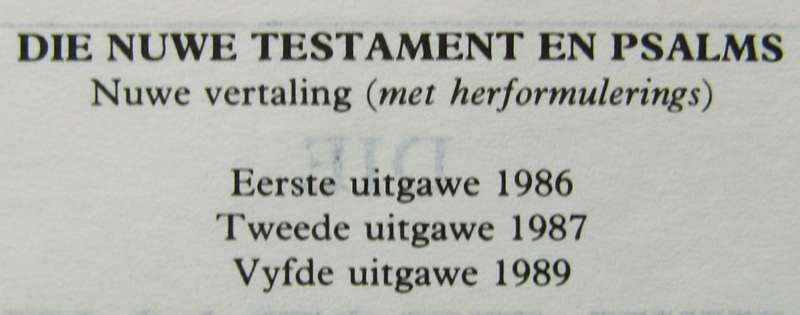 DIE NUWE TESTAMENT EN PSALMS
Nuwe vertaling (met herformulerings)
Eerste uitgawe 1986
Tweede uitgawe 1987
Vyfde uitgawe 1989